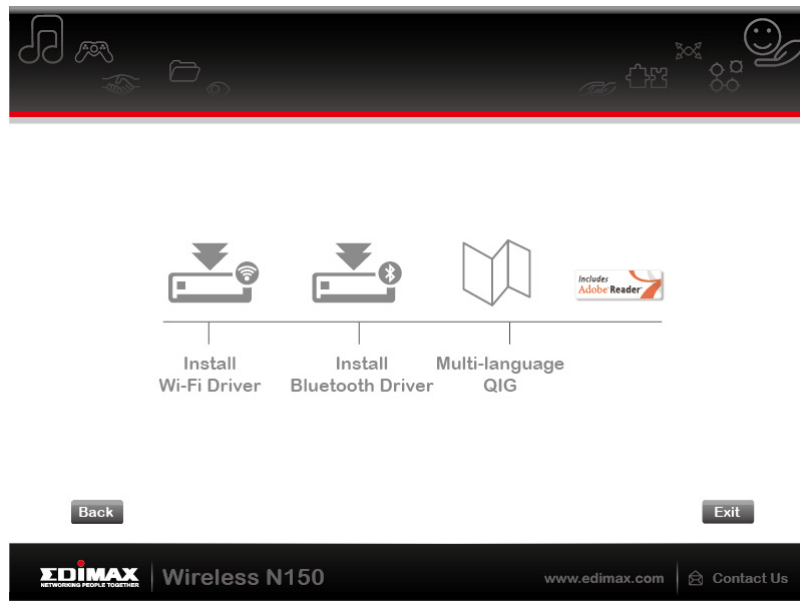 Includes
Adobe Reader
Install
Wi-Fi Driver
Install
Bluetooth Driver
Multi-language
QIG
Back
Exit
EDIMAX
NETWORKING PEOPLE TOGETHER
Wireless N150
www.edimax.com
Contact Us